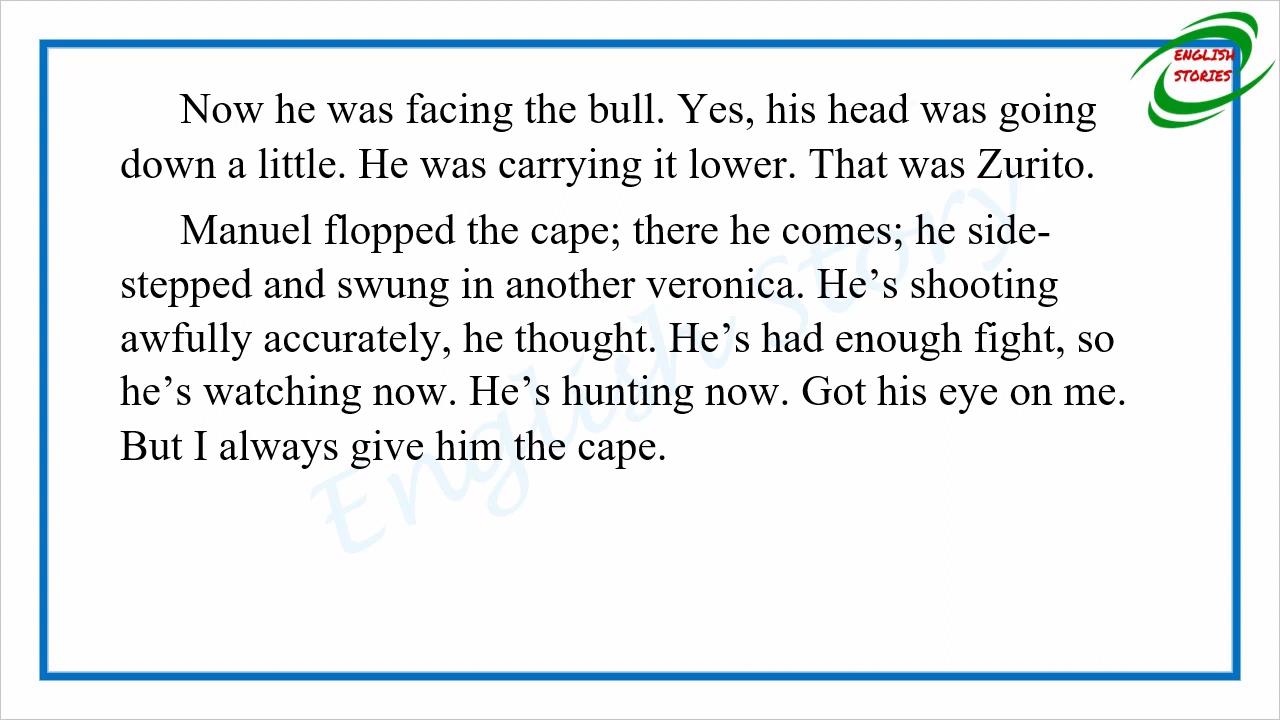 ENGLISH
STORIES
Now he was facing the bull. Yes, his head was going
down a little. He was carrying it lower. That was Zurito.
Manuel flopped the cape; there he comes; he side-
stepped and swung in another veronica. He’s shooting
awfully accurately, he thought. He’s had enough fight, so
he’s watching now. He’s hunting now. Got his eye on me.
But I always give him the cape.
English Story